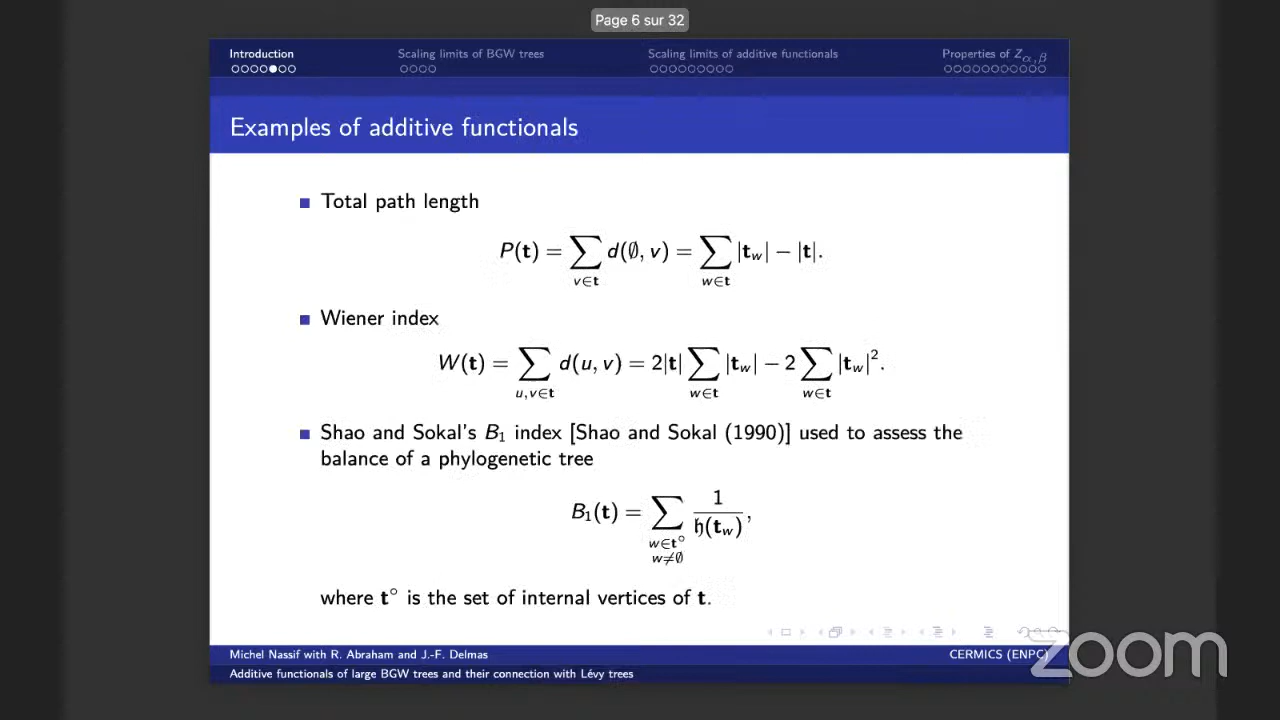 Page 6 sur 32
Introduction Scaling limits of BGW trees Scaling limits of additive functionals Properties of Z_{α,β}
Examples of additive functionals
Total path length
P(t) = ∑_{v∈t} d(∅, v) = ∑_{w∈t} |t_w| − |t|.
Wiener index
W(t) = ∑_{u,v∈t} d(u, v) = 2|t| ∑_{w∈t} |t_w| − 2 ∑_{w∈t} |t_w|².
Shao and Sokal's B₁ index [Shao and Sokal (1990)] used to assess the
balance of a phylogenetic tree
B₁(t) = ∑_{w∈t° w≠∅} 1/𝔥(t_w),
where t° is the set of internal vertices of t.
Michel Nassif with R. Abraham and J.-F. Delmas CERMICS (ENPC)
Additive functionals of large BGW trees and their connection with Lévy trees
zoom